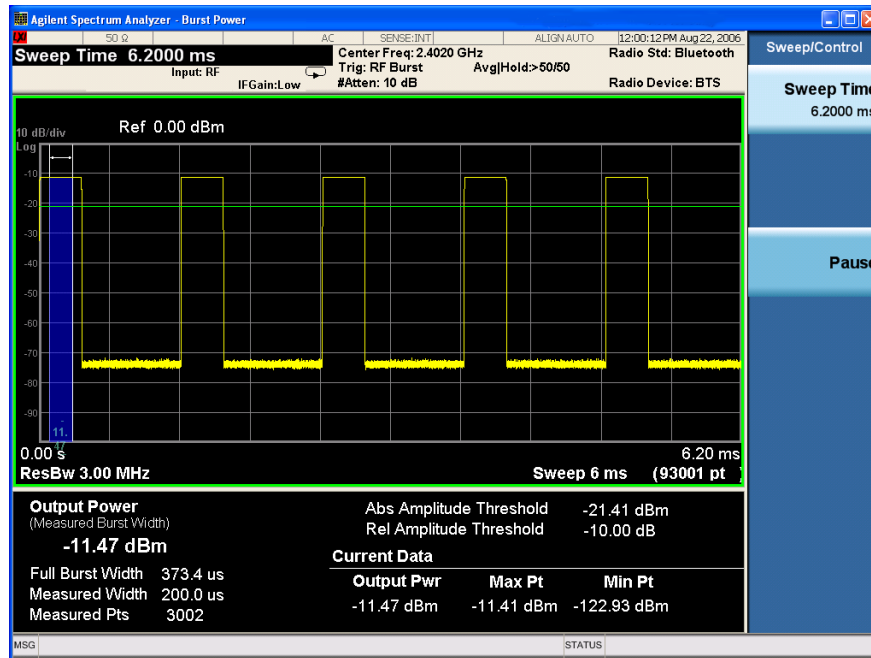 Agilent Spectrum Analyzer - Burst Power
LXI
50 Ω AC SENSE:INT ALIGN AUTO 12:00:12 PM Aug 22, 2006
Sweep Time 6.2000 ms
Center Freq: 2.4020 GHz
Radio Std: Bluetooth
Input: RF
Trig: RF Burst Avg|Hold:>50/50
IFGain:Low
#Atten: 10 dB
Radio Device: BTS
Sweep/Control
Sweep Time
6.2000 ms
Pause
10 dB/div Ref 0.00 dBm
Log
-10
-20
-30
-40
-50
-60
-70
-80
-90
-
11.
47
0.00 s 6.20 ms
ResBw 3.00 MHz Sweep 6 ms (93001 pt
Output Power
(Measured Burst Width)
-11.47 dBm
Full Burst Width 373.4 us
Measured Width 200.0 us
Measured Pts 3002
Abs Amplitude Threshold -21.41 dBm
Rel Amplitude Threshold -10.00 dB
Current Data
Output Pwr Max Pt Min Pt
-11.47 dBm -11.41 dBm -122.93 dBm
MSG STATUS